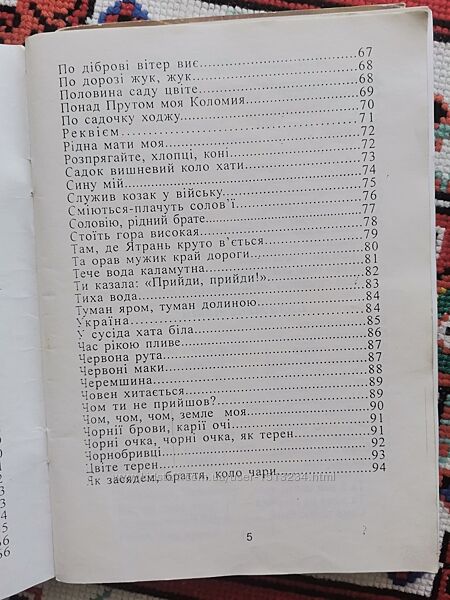 По діброві вітер виє.....67
По дорозі жук, жук.....68
Половина саду цвіте.....68
Понад Прутом моя Коломия.....69
По садочку ходжу.....70
Реквієм.....71
Рідна мати моя.....72
Розпрягайте, хлопці, коні.....72
Садок вишневий коло хати.....73
Сину мій.....74
Служив козак у війську.....75
Сміються-плачуть солов'ї.....76
Соловію, рідний брате.....77
Стоїть гора високая.....78
Там, де Ятрань круто в'ється.....79
Та орав мужик край дороги.....80
Тече вода каламутна.....81
Ти казала: «Прийди, прийди!».....82
Тиха вода.....83
Туман яром, туман долиною.....84
Україна.....84
У сусіда хата біла.....85
Час рікою пливе.....86
Червона рута.....87
Червоні маки.....87
Черемшина.....88
Човен хитається.....89
Чом ти не прийшов?.....89
Чом, чом, чом, земле моя.....90
Чорнії брови, карії очі.....91
Чорні очка, чорні очка, як терен.....91
Чорнобривці.....92
Цвіте терен.....93
Як засядем, браття, коло чари.....94
5